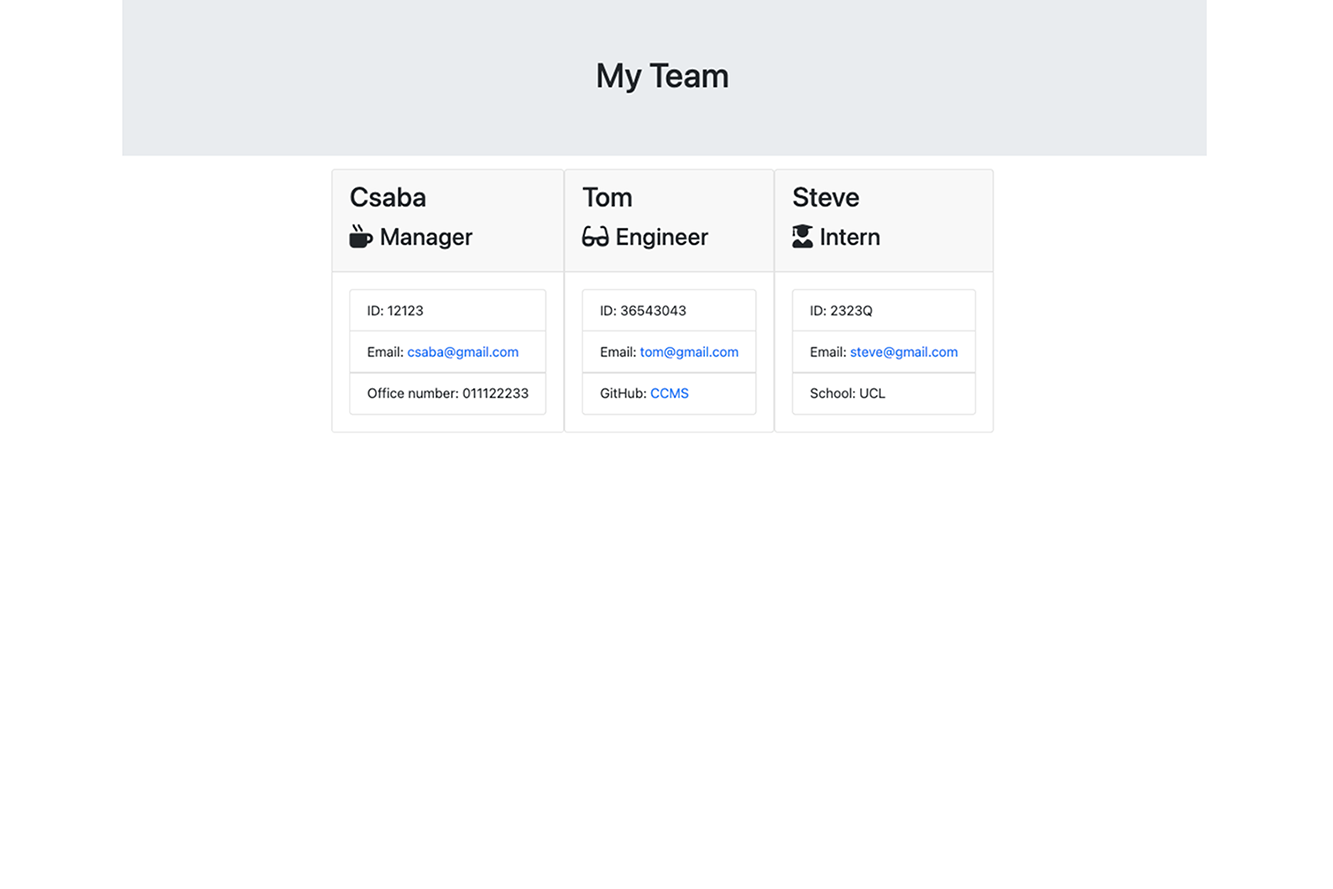 My Team
Csaba
Manager
ID: 12123
Email: csaba@gmail.com
Office number: 011122233
Tom
Engineer
ID: 36543043
Email: tom@gmail.com
GitHub: CCMS
Steve
Intern
ID: 2323Q
Email: steve@gmail.com
School: UCL